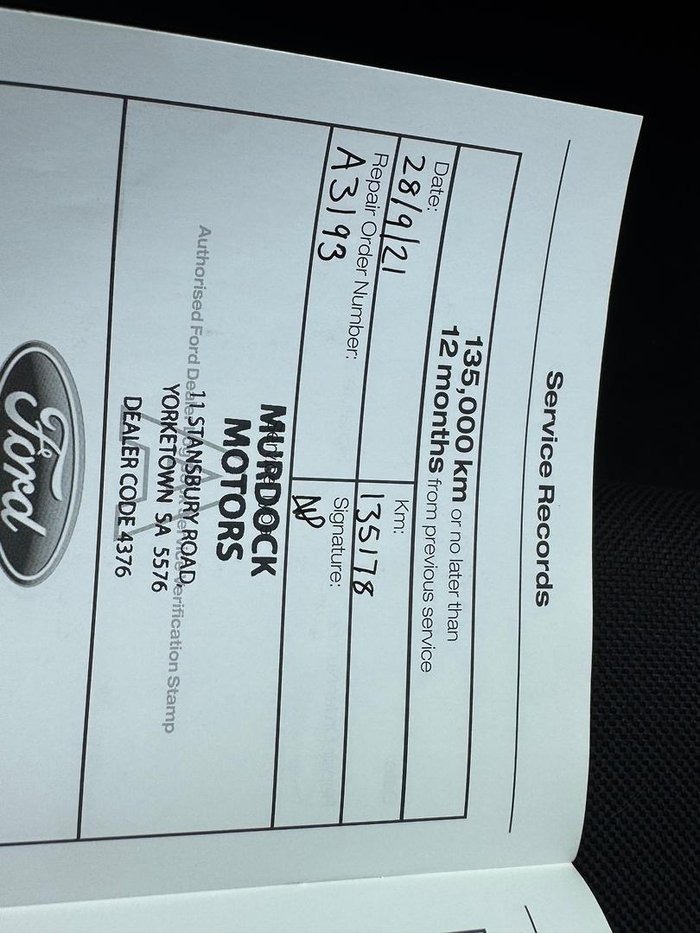 Service Records
135,000 km or no later than
12 months from previous service
Date:
28/9/21
Km:
135178
Repair Order Number:
A3193
Signature:
MURDOCK
MOTORS
Authorised Ford Dealer Verification Stamp
11 STANSBURY ROAD,
YORKETOWN SA 5576
DEALER CODE 4376
Ford